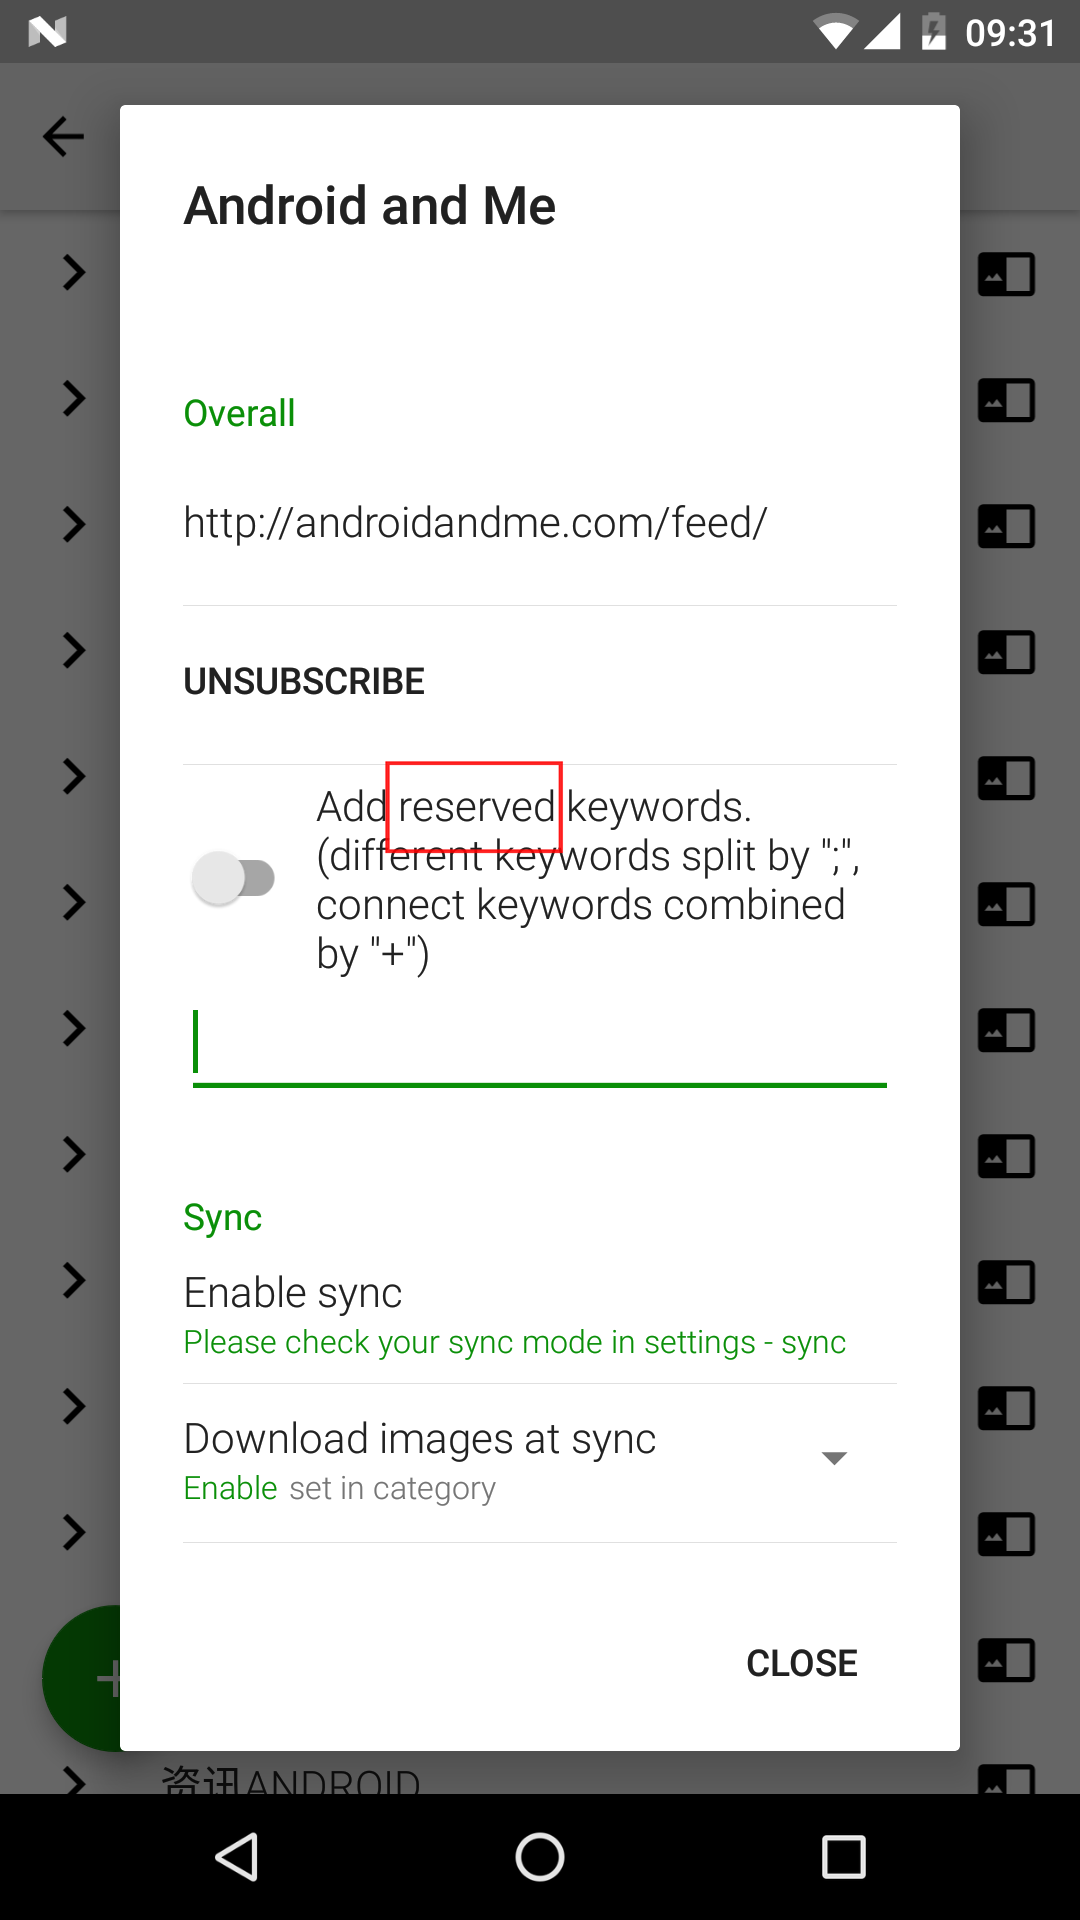 09:31
Android and Me
Overall
http://androidandme.com/feed/
UNSUBSCRIBE
Add reserved keywords.
(different keywords split by ";",
connect keywords combined
by "+")
Sync
Enable sync
Please check your sync mode in settings - sync
Download images at sync
Enable set in category
CLOSE
资讯ANDROID